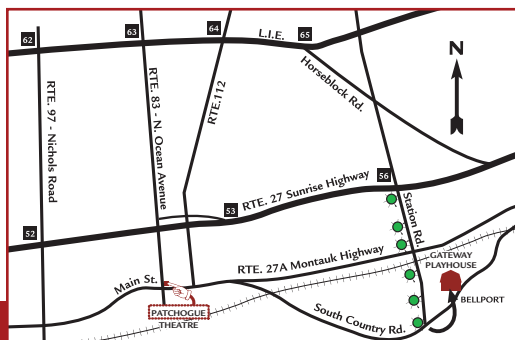 62
63
64
L.I.E.
65
N
Horseblock Rd.
RTE. 97 - Nichols Road
RTE. 83 - N. Ocean Avenue
RTE.112
56
RTE. 27 Sunrise Highway
53
52
Station Rd.
GATEWAY
PLAYHOUSE
RTE. 27A Montauk Highway
Main St.
BELLPORT
PATCHOGUE
THEATRE
South Country Rd.